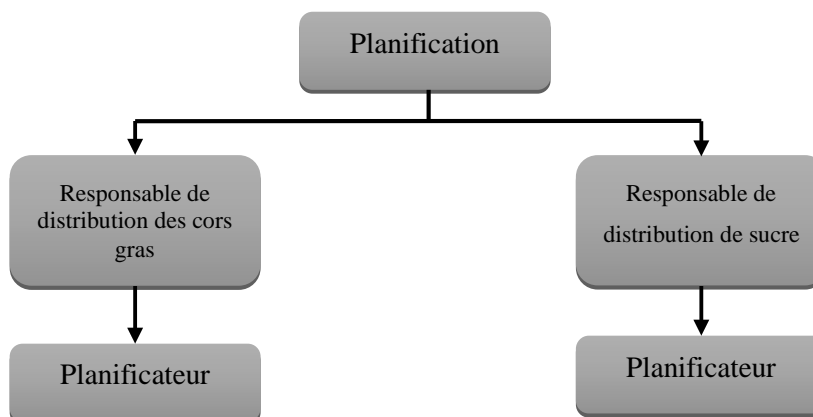 Planification
Responsable de
distribution des cors
gras
Responsable de
distribution de sucre
Planificateur
Planificateur